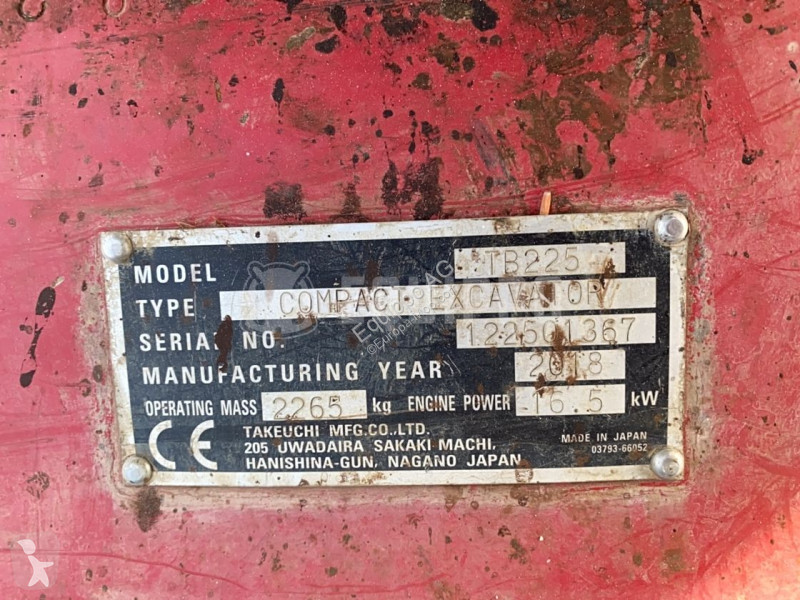 MODEL TB225
TYPE COMPACT EXCAVATOR
SERIAL NO. 122501367
MANUFACTURING YEAR 2018
OPERATING MASS 2265 kg ENGINE POWER 16.5 kW
CE TAKEUCHI MFG.CO.,LTD.
205 UWADAIRA SAKAKI MACHI,
HANISHINA-GUN, NAGANO JAPAN
MADE IN JAPAN
03793-66052